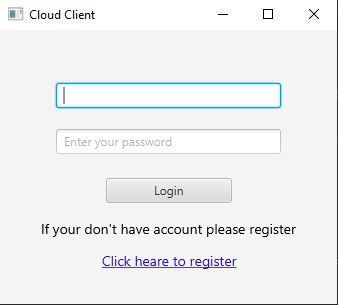 Cloud Client
Enter your password
Login
If your don't have account please register
Click heare to register